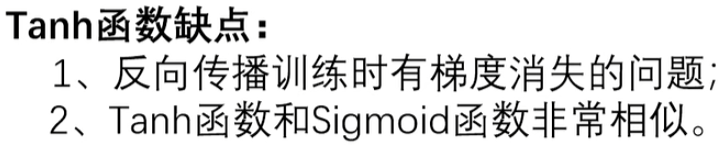 Tanh函数缺点：
1、反向传播训练时有梯度消失的问题;
2、Tanh函数和Sigmoid函数非常相似。